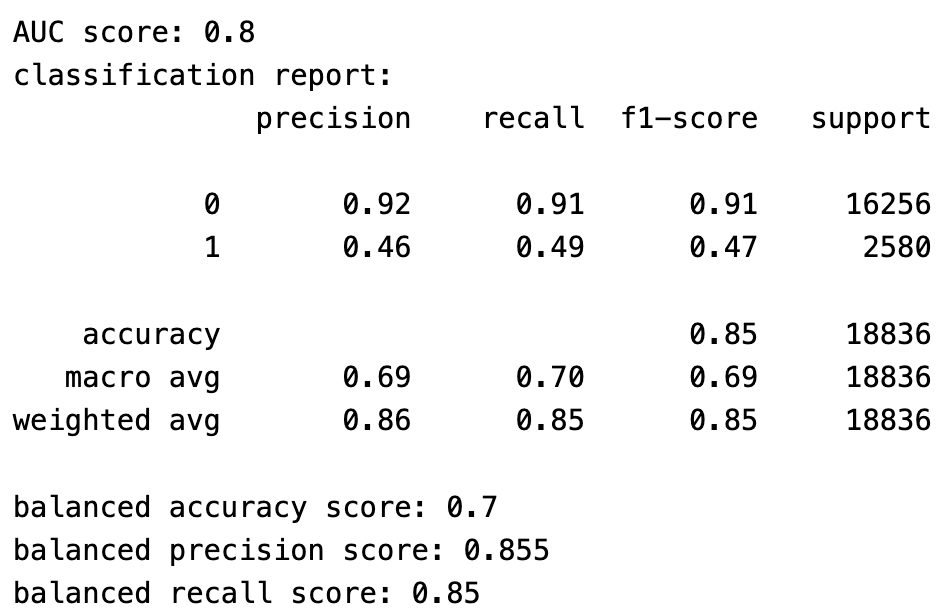 AUC score: 0.8
classification report:
precision recall f1-score support
0 0.92 0.91 0.91 16256
1 0.46 0.49 0.47 2580
accuracy 0.85 18836
macro avg 0.69 0.70 0.69 18836
weighted avg 0.86 0.85 0.85 18836
balanced accuracy score: 0.7
balanced precision score: 0.855
balanced recall score: 0.85